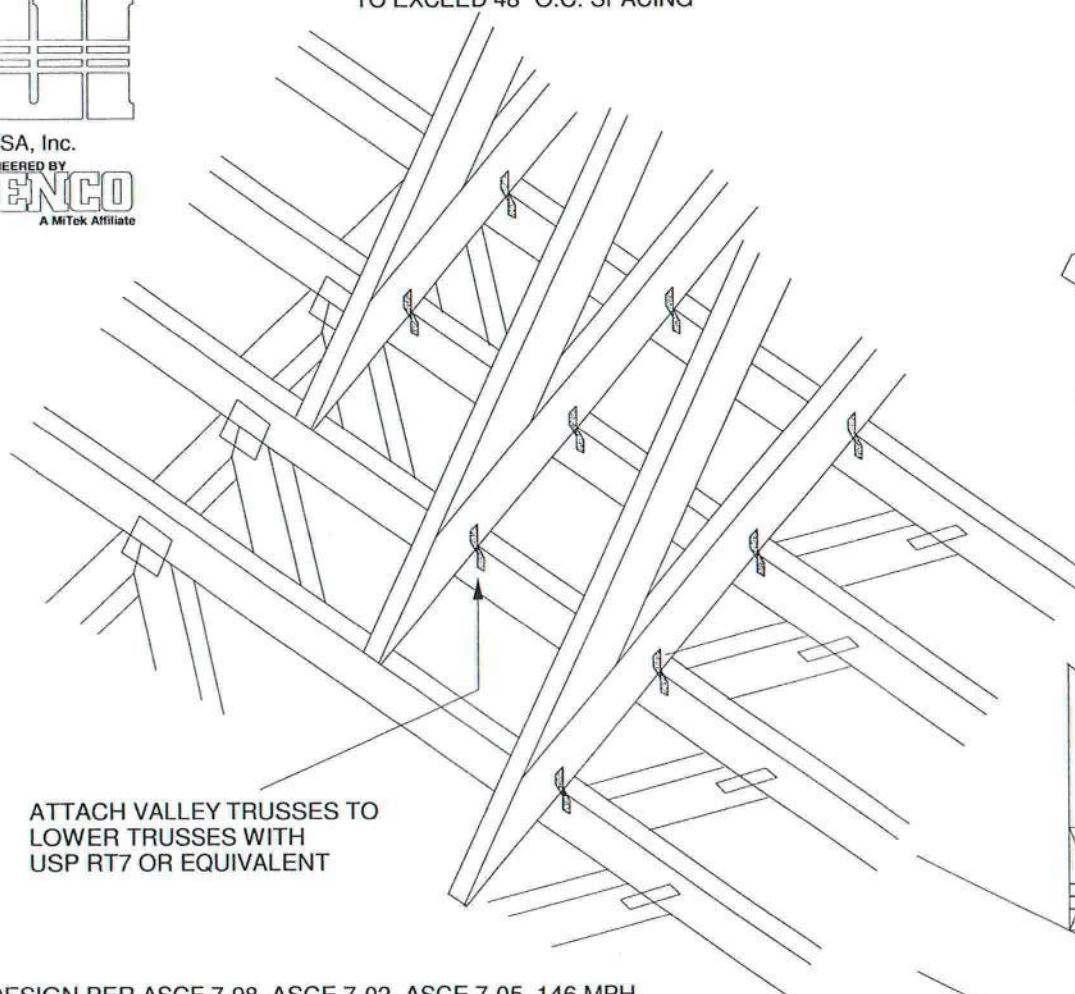 TO EXCEED 48" O.C. SPACING
SA, Inc.
EERED BY
ENCO
A MiTek Affiliate
ATTACH VALLEY TRUSSES TO
LOWER TRUSSES WITH
USP RT7 OR EQUIVALENT
DESIGN PER ASCE 7-98, ASCE 7-02, ASCE 7-05 146 MPH